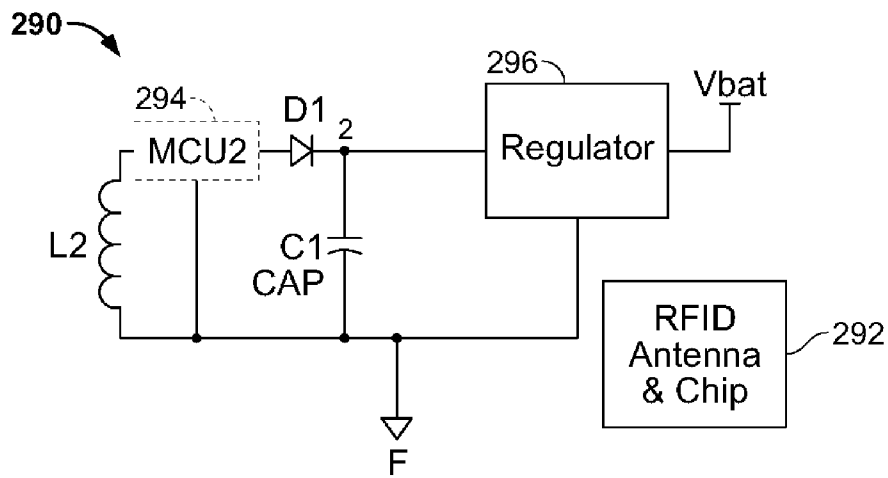 290
294
MCU2
D1
2
296
Regulator
Vbat
L2
C1
CAP
RFID
Antenna
& Chip
292
F